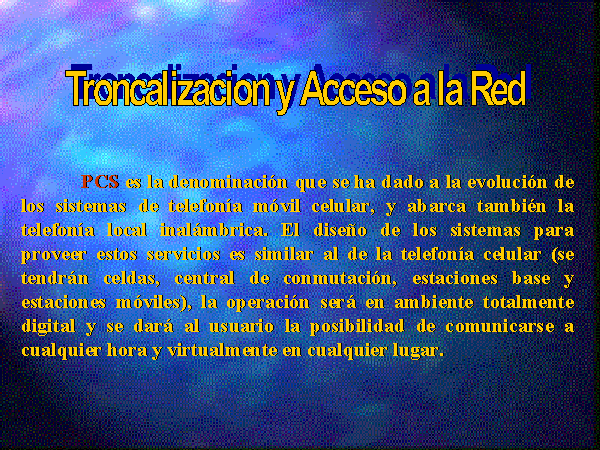 Troncalizacion y Acceso a la Red
PCS es la denominación que se ha dado a la evolución de
los sistemas de telefonía móvil celular, y abarca también la
telefonía local inalámbrica. El diseño de los sistemas para
proveer estos servicios es similar al de la telefonía celular (se
tendrán celdas, central de conmutación, estaciones base y
estaciones móviles), la operación será en ambiente totalmente
digital y se dará al usuario la posibilidad de comunicarse a
cualquier hora y virtualmente en cualquier lugar.